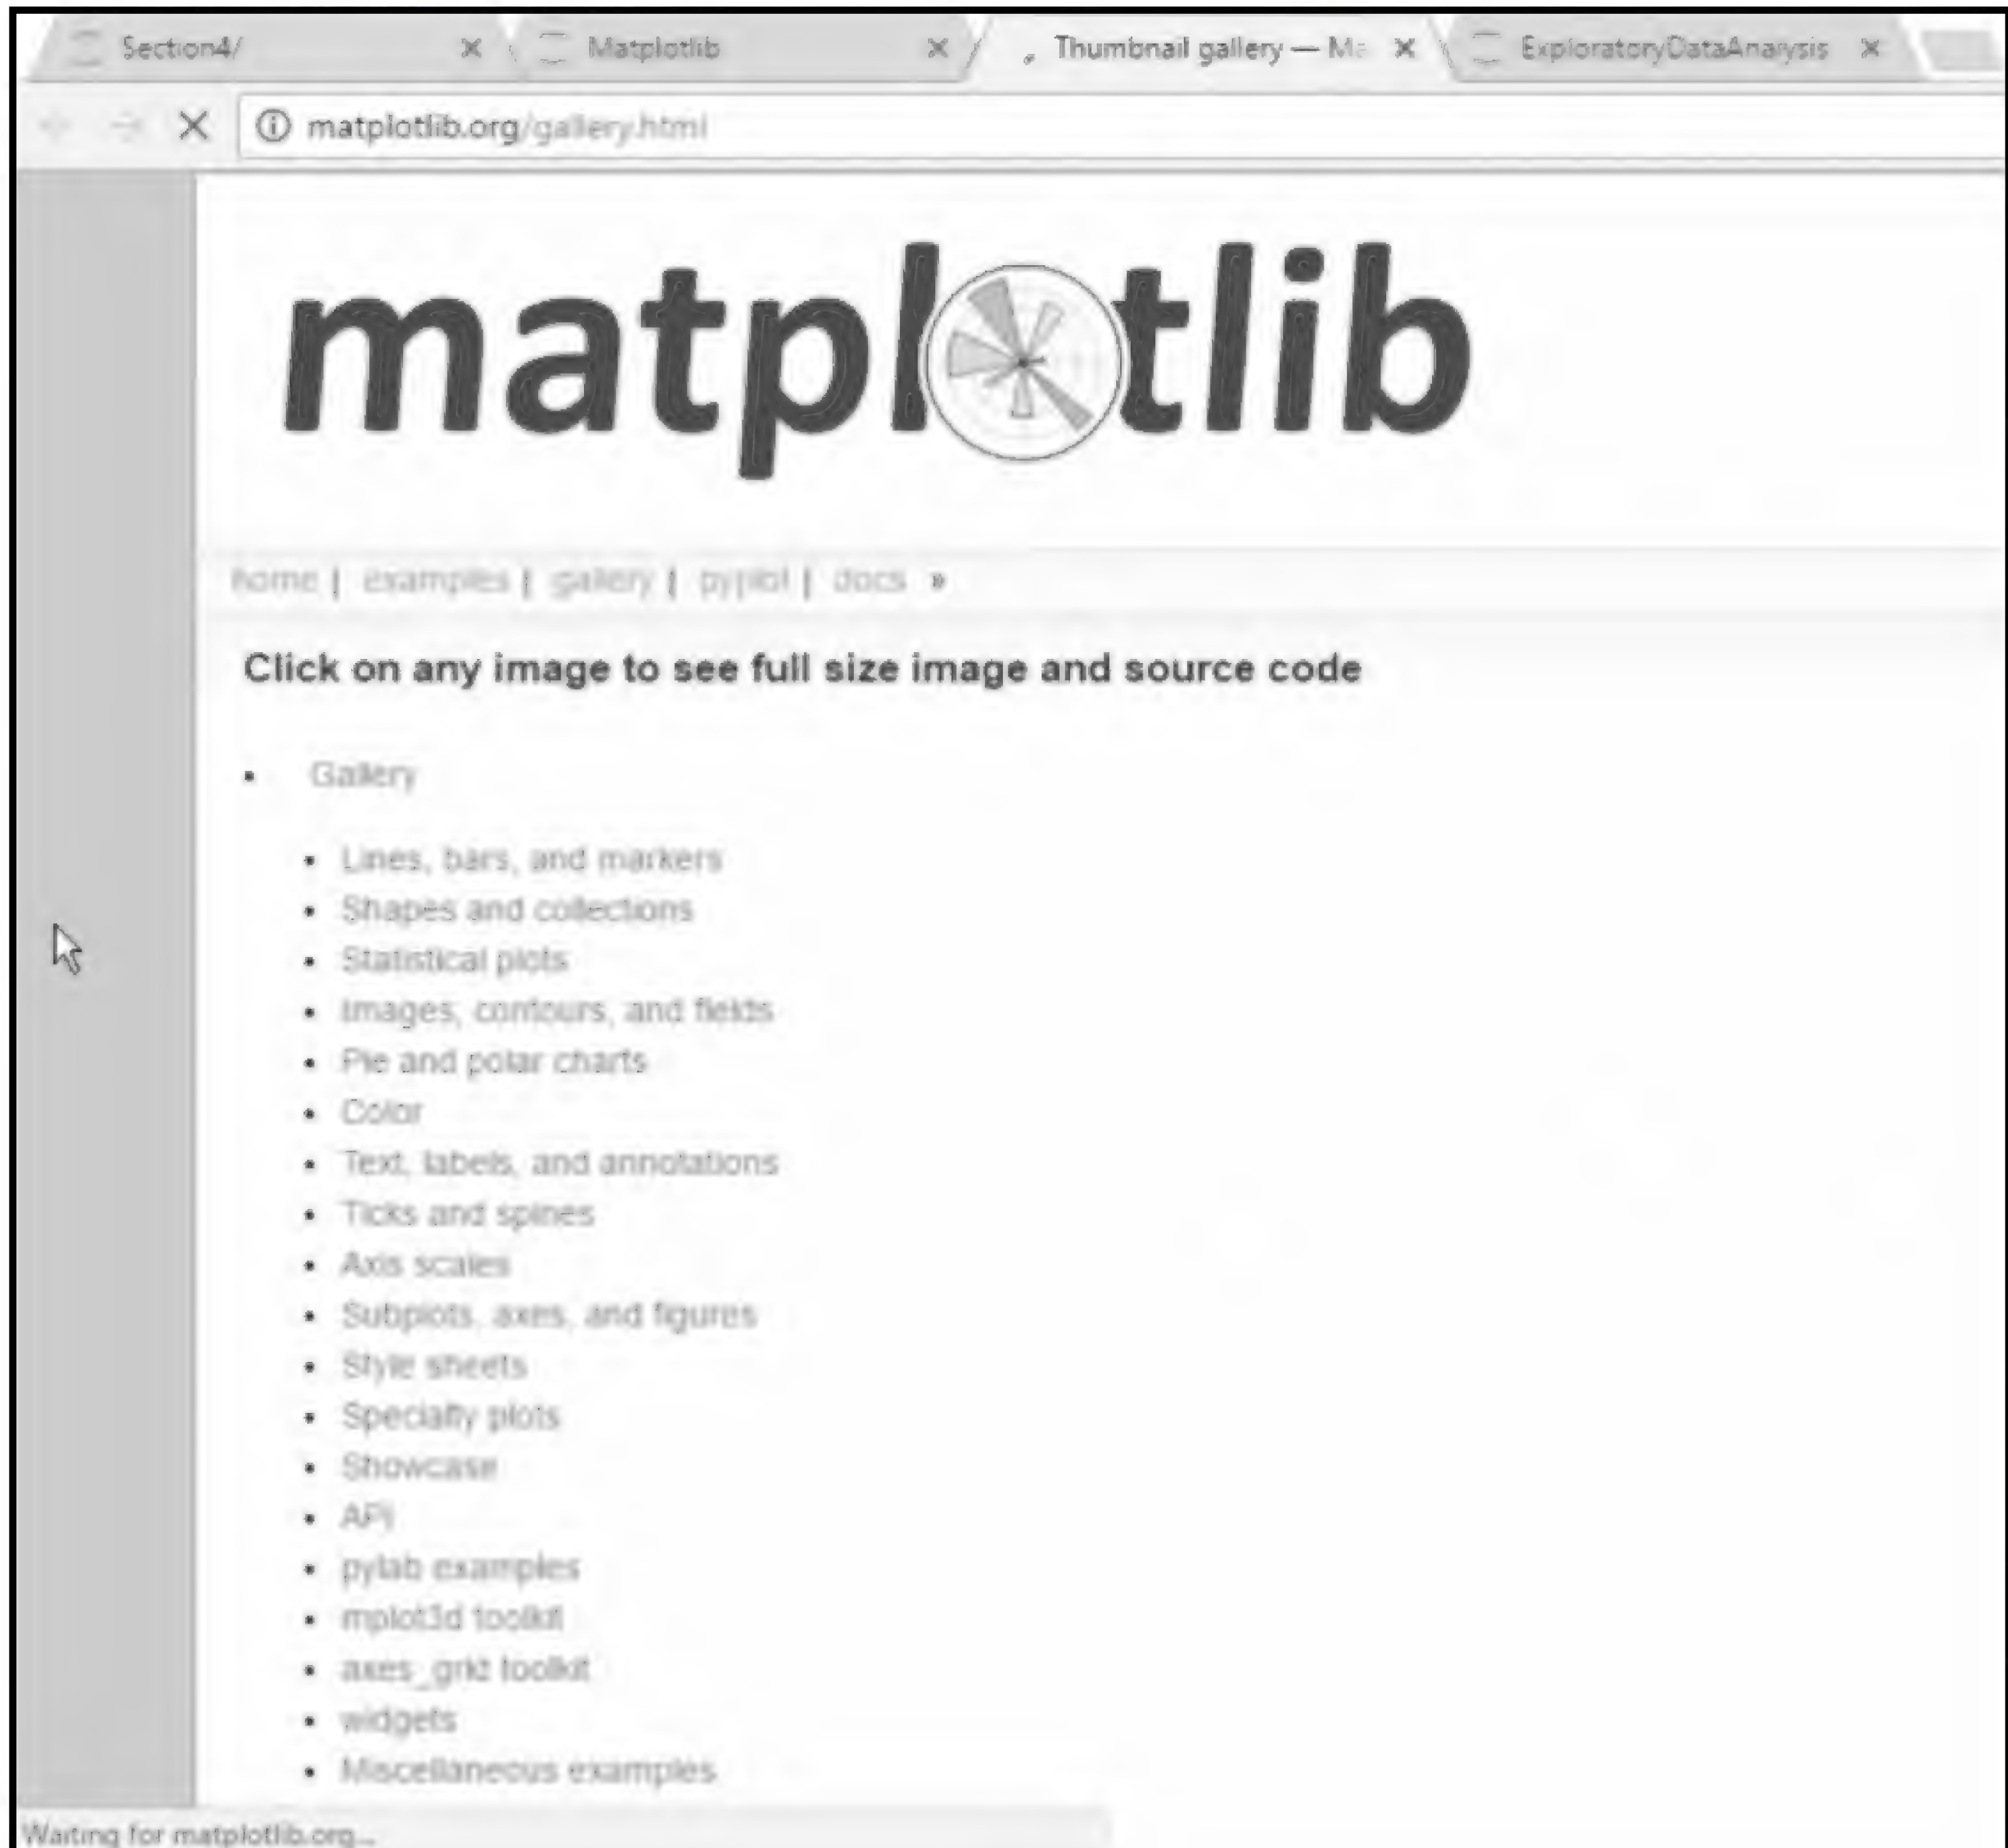 Section4/
Matplotlib
Thumbnail gallery — Ma
ExploratoryDataAnalysis
matplotlib.org/gallery.html
matplotlib
home | examples | gallery | pyplot | docs »
Click on any image to see full size image and source code
• Gallery
• Lines, bars, and markers
• Shapes and collections
• Statistical plots
• Images, contours, and fields
• Pie and polar charts
• Color
• Text, labels, and annotations
• Ticks and spines
• Axis scales
• Subplots, axes, and figures
• Style sheets
• Specialty plots
• Showcase
• API
• pylab examples
• mplot3d toolkit
• axes_grid toolkit
• widgets
• Miscellaneous examples
Waiting for matplotlib.org...